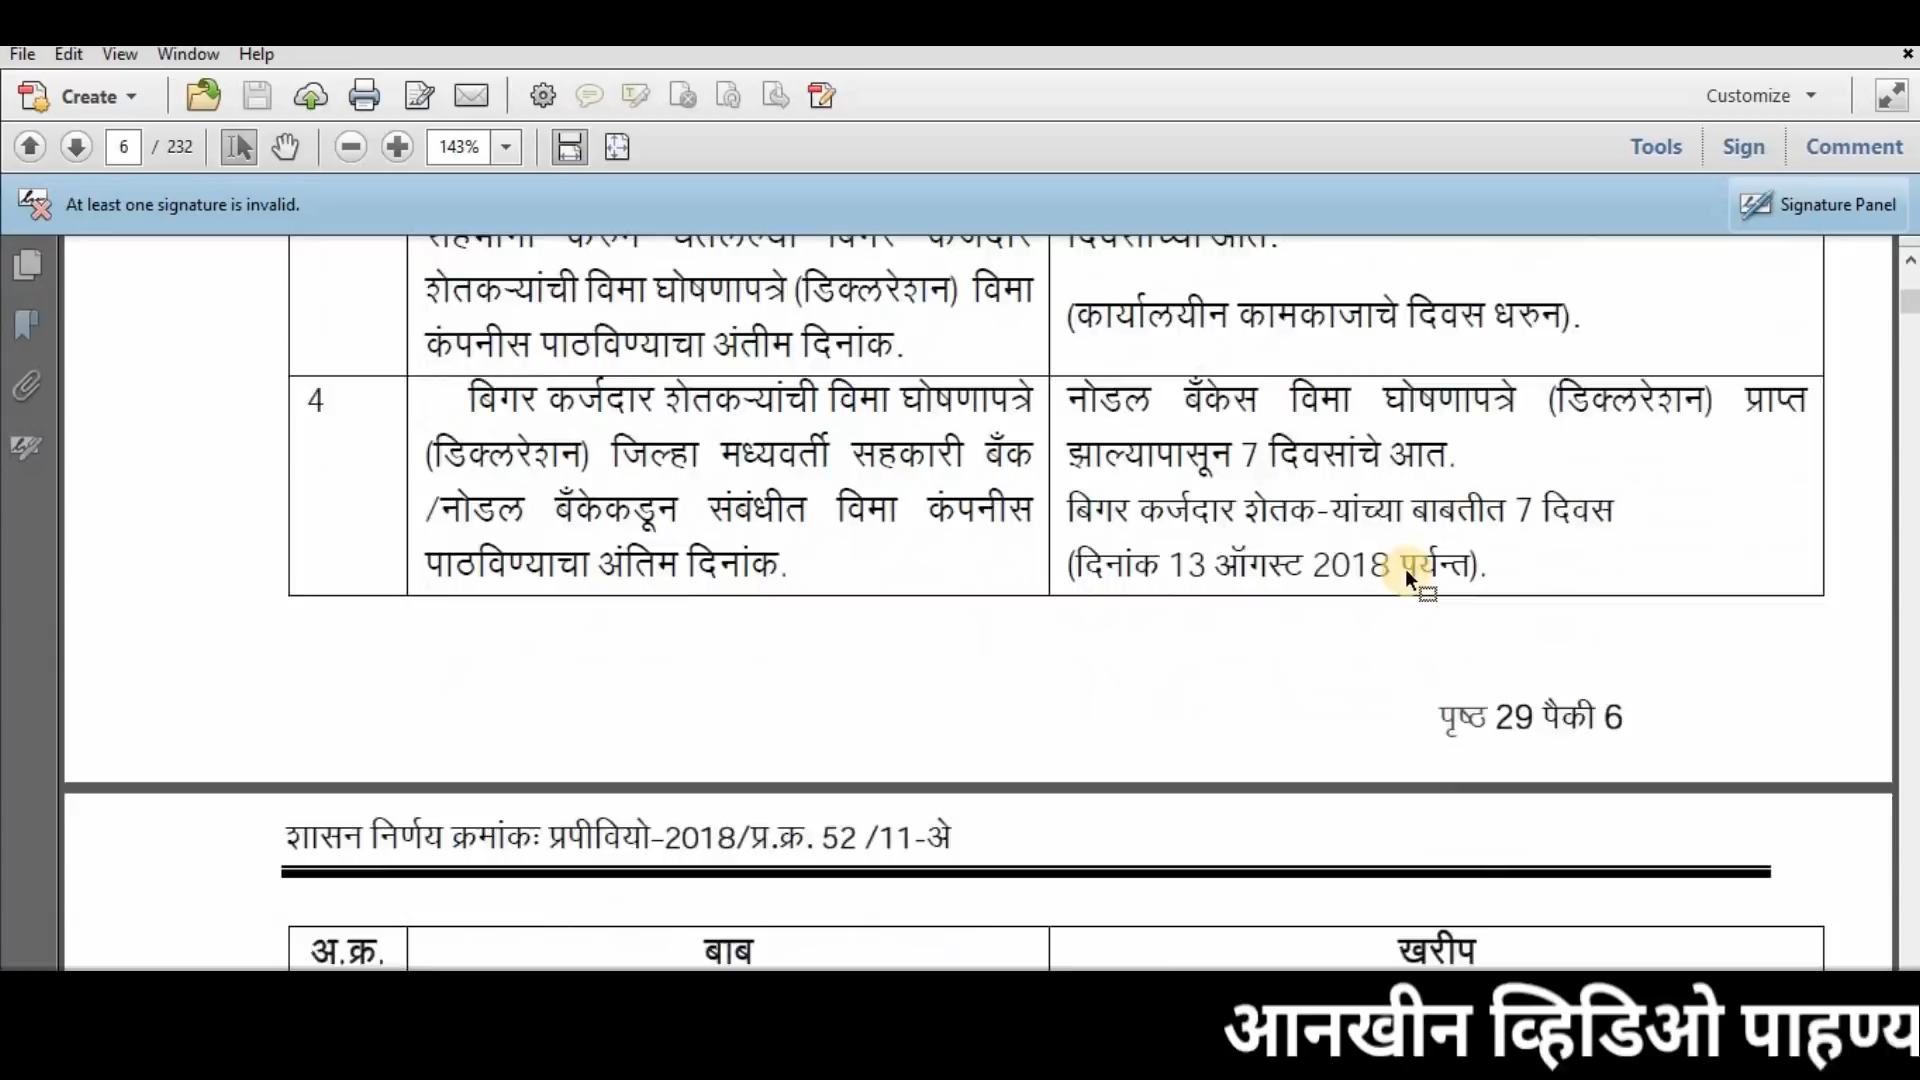 File Edit View Window Help
Create Customize
6 / 232 143% Tools Sign Comment
At least one signature is invalid. Signature Panel
दिवसांच्या आत.
शेतकऱ्यांची विमा घोषणापत्रे (डिक्लरेशन) विमा
कंपनीस पाठविण्याचा अंतीम दिनांक.
(कार्यालयीन कामकाजाचे दिवस धरुन).
4
बिगर कर्जदार शेतकऱ्यांची विमा घोषणापत्रे
(डिक्लरेशन) जिल्हा मध्यवर्ती सहकारी बँक
/नोडल बँकेकडून संबंधीत विमा कंपनीस
पाठविण्याचा अंतिम दिनांक.
नोडल बँकेस विमा घोषणापत्रे (डिक्लरेशन) प्राप्त
झाल्यापासून 7 दिवसांचे आत.
बिगर कर्जदार शेतक-यांच्या बाबतीत 7 दिवस
(दिनांक 13 ऑगस्ट 2018 पर्यन्त).
पृष्ठ 29 पैकी 6
शासन निर्णय क्रमांकः प्रपीवियो-2018/प्र.क्र. 52 /11-अे
अ.क्र. बाब खरीप
आनखीन व्हिडिओ पाहण्य